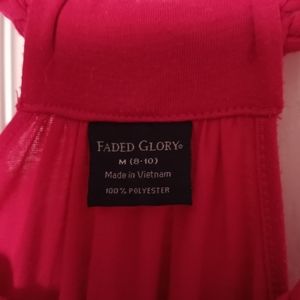 FADED GLORY®
M (8-10)
Made in Vietnam
100% POLYESTER